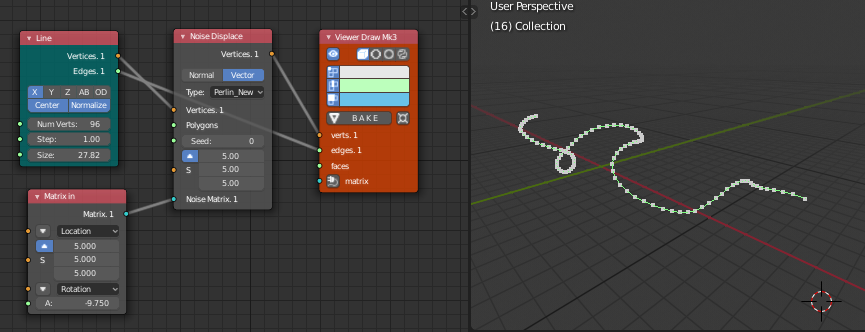 Line
Vertices. 1
Edges. 1
X Y Z AB OD
Center Normalize
Num Verts: 96
Step: 1.00
Size: 27.82
Matrix in
Matrix. 1
Location
5.000
S 5.000
5.000
Rotation
A: -9.750
Noise Displace
Vertices. 1
Normal Vector
Type: Perlin_New
Vertices. 1
Polygons
Seed: 0
5.00
S 5.00
5.00
Noise Matrix. 1
Viewer Draw Mk3
BAKE
verts. 1
edges. 1
faces
matrix
User Perspective
(16) Collection